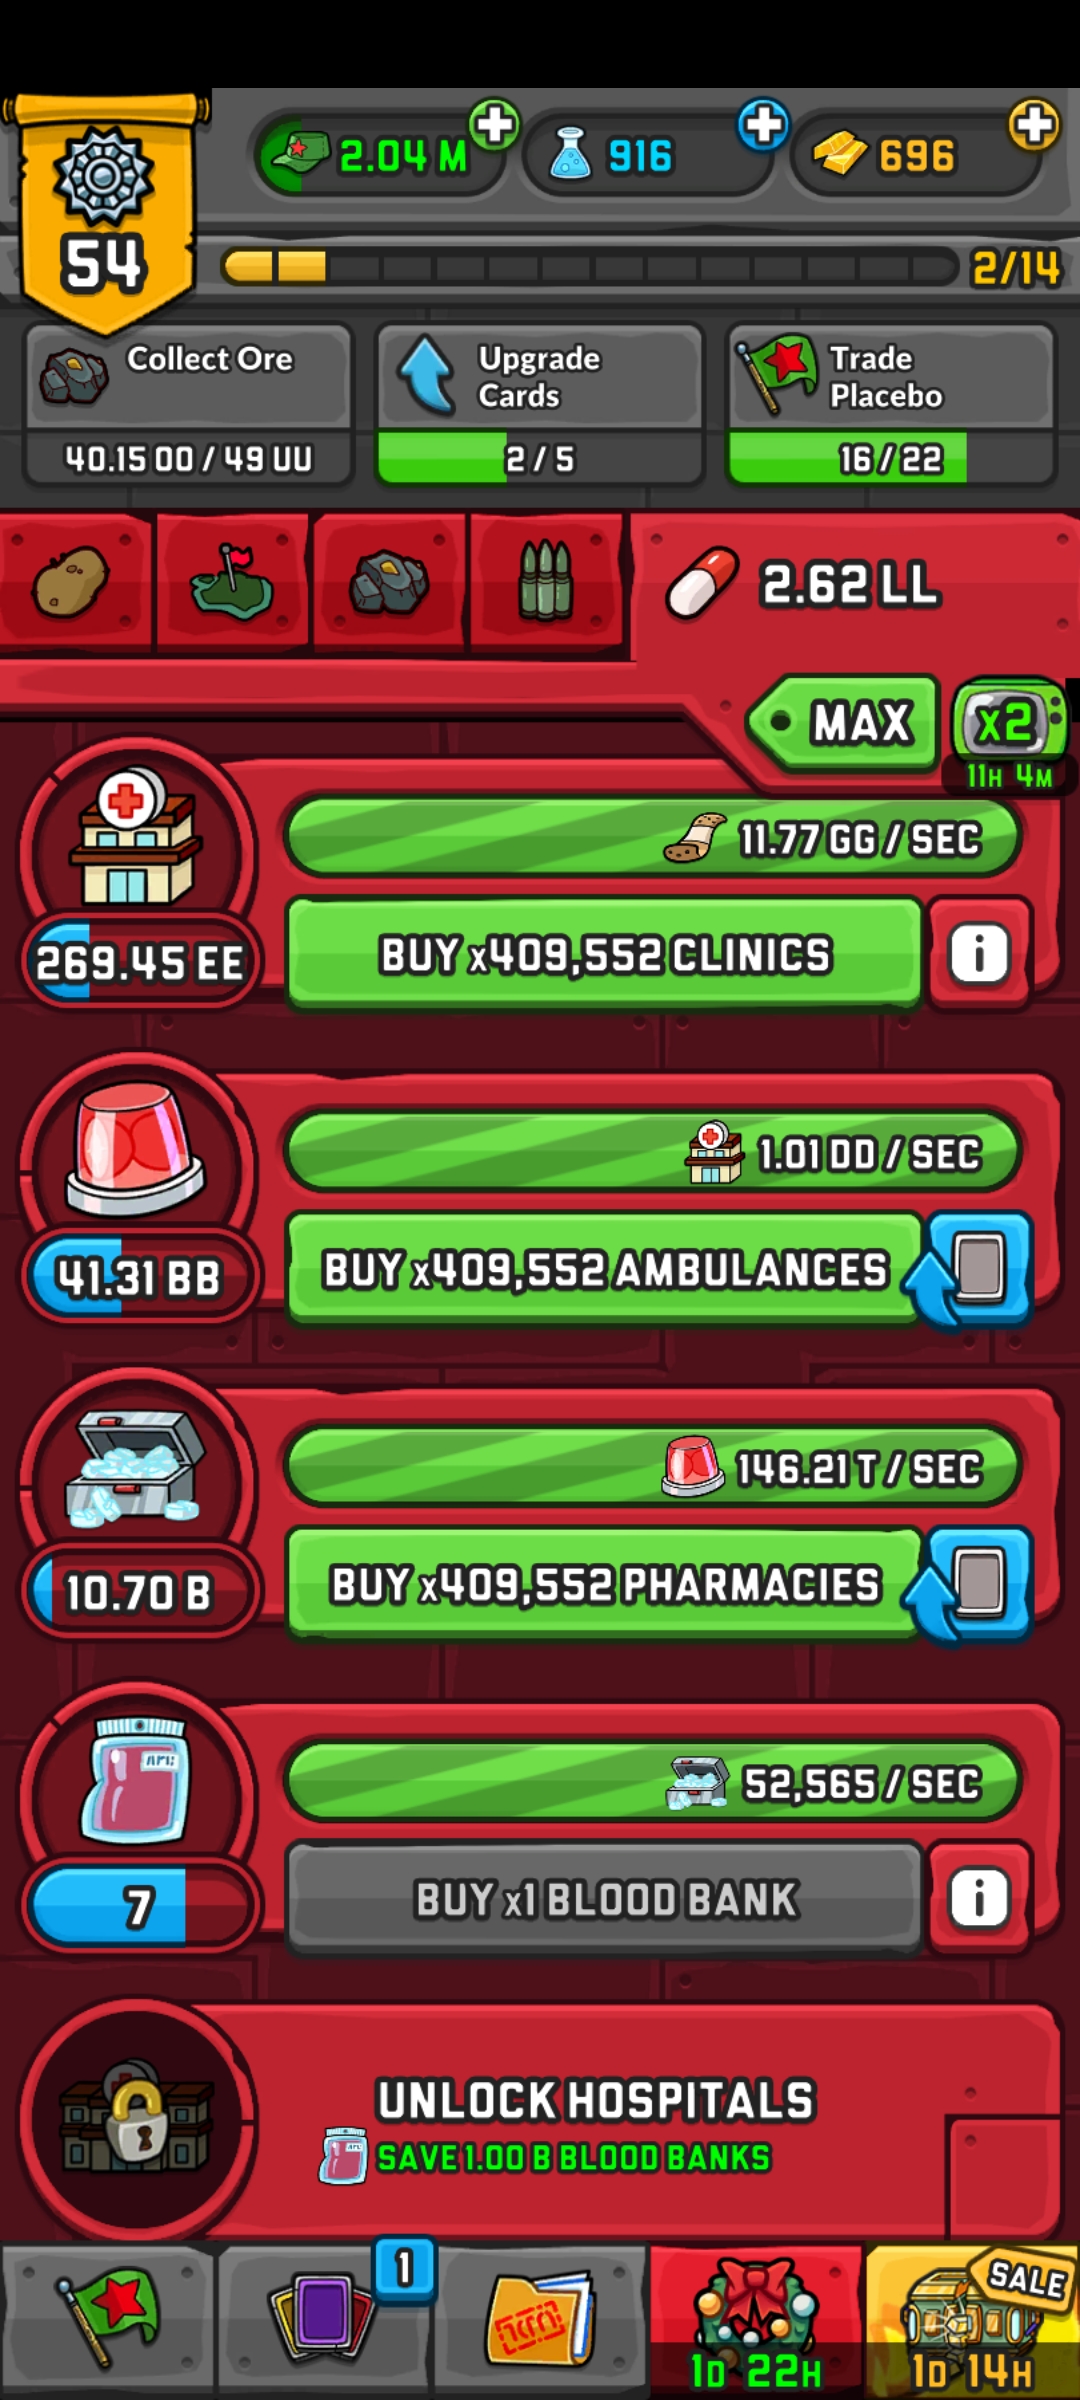 54
2.04 M
916
696
2/14
Collect Ore
40.15 OO / 49 UU
Upgrade
Cards
2 / 5
Trade
Placebo
16 / 22
2.62 LL
MAX
x2
11H 4M
11.77 GG / SEC
269.45 EE
BUY x409,552 CLINICS
i
1.01 DD / SEC
41.31 BB
BUY x409,552 AMBULANCES
146.21 T / SEC
10.70 B
BUY x409,552 PHARMACIES
52,565 / SEC
7
BUY x1 BLOOD BANK
i
UNLOCK HOSPITALS
SAVE 1.00 B BLOOD BANKS
1
SALE
1D 22H
1D 14H